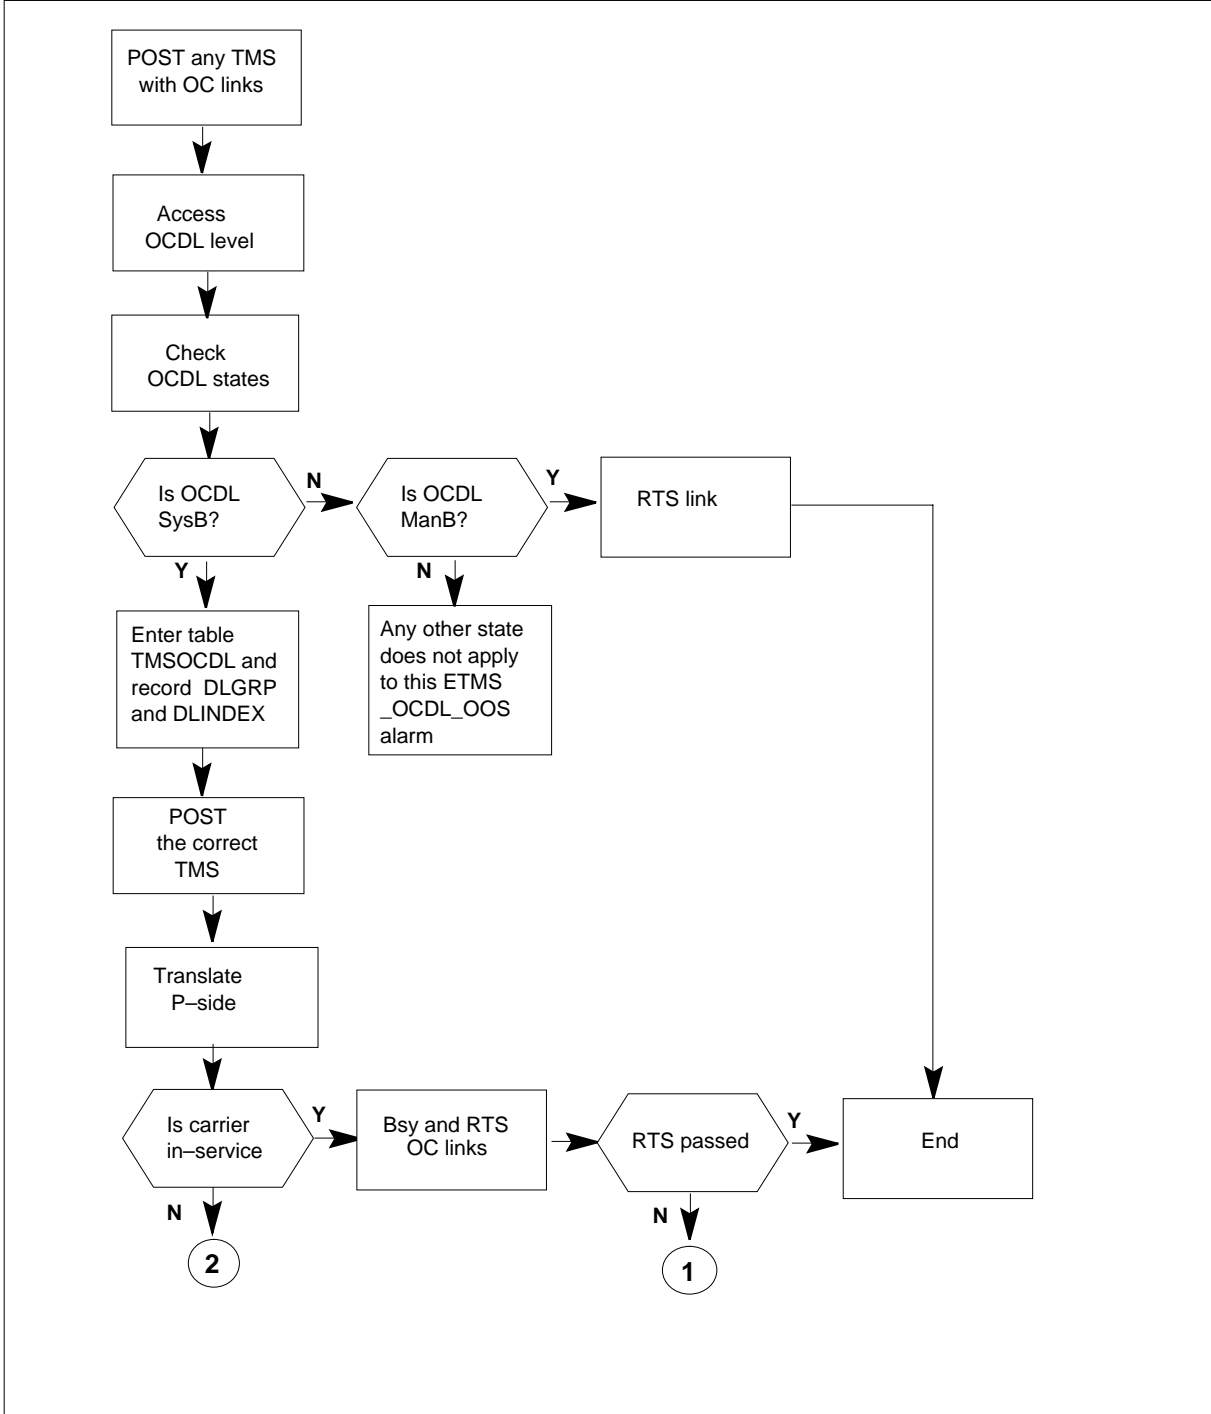 POST any TMS
with OC links
Access
OCDL level
Check
OCDL states
Is OCDL
SysB?
N
Is OCDL
ManB?
Y
RTS link
Y
N
Enter table
TMSOCDL and
record DLGRP
and DLINDEX
Any other state
does not apply
to this ETMS
_OCDL_OOS
alarm
POST
the correct
TMS
Translate
P–side
Is carrier
in–service
Y
Bsy and RTS
OC links
RTS passed
Y
End
N
N
2
1